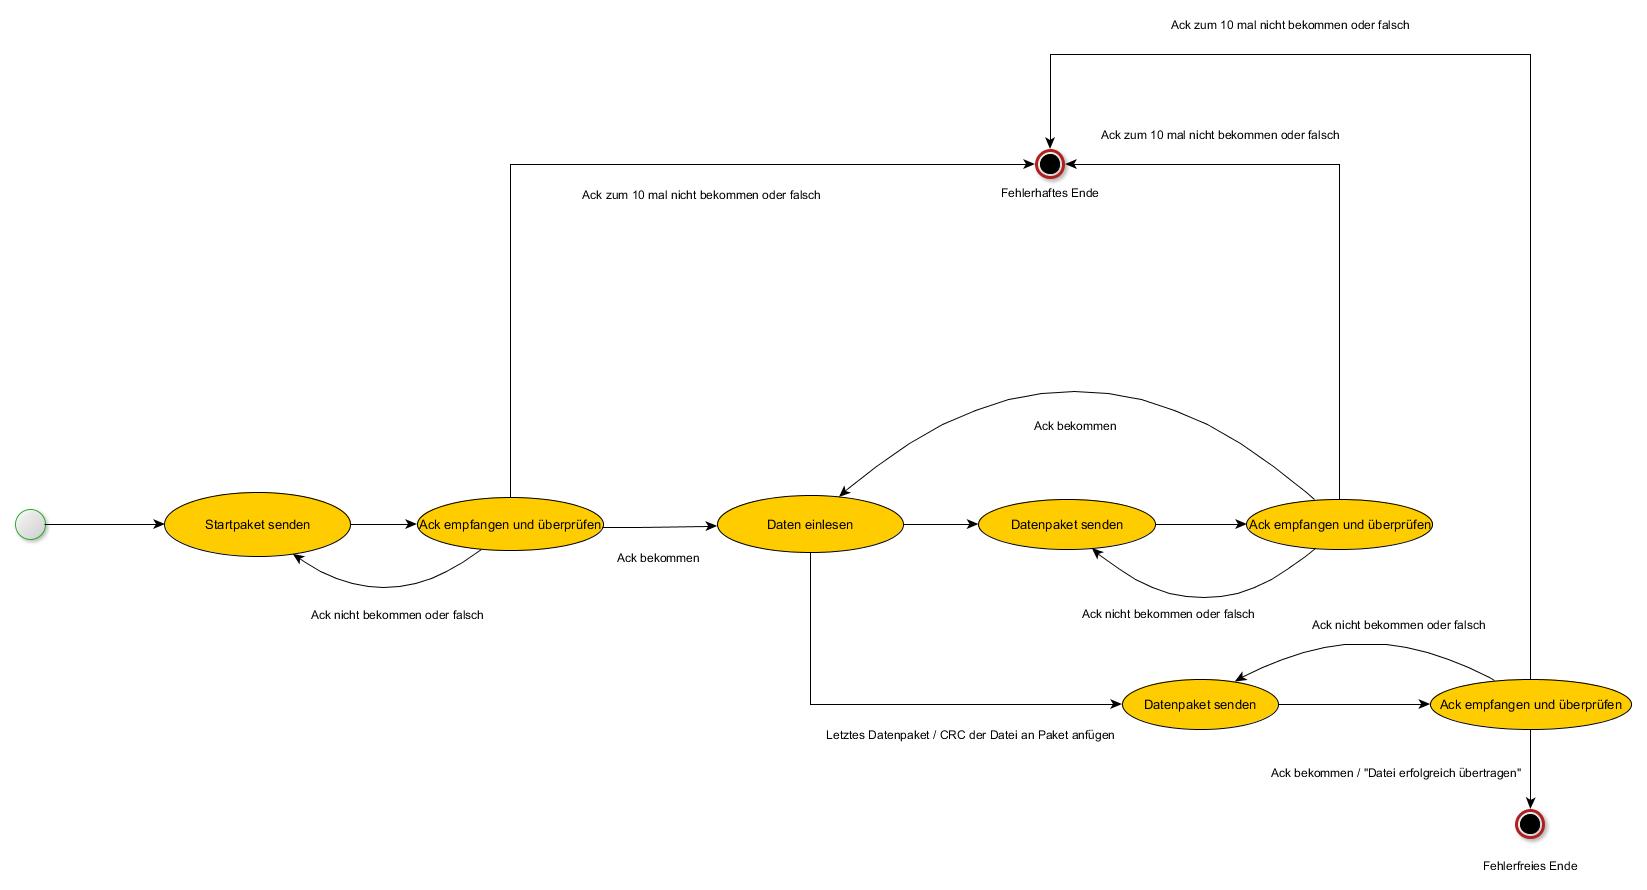 Ack zum 10 mal nicht bekommen oder falsch
Ack zum 10 mal nicht bekommen oder falsch
Ack zum 10 mal nicht bekommen oder falsch
Fehlerhaftes Ende
Ack bekommen
Startpaket senden
Ack empfangen und überprüfen
Daten einlesen
Datenpaket senden
Ack empfangen und überprüfen
Ack bekommen
Ack nicht bekommen oder falsch
Ack nicht bekommen oder falsch
Ack nicht bekommen oder falsch
Datenpaket senden
Ack empfangen und überprüfen
Letztes Datenpaket / CRC der Datei an Paket anfügen
Ack bekommen / "Datei erfolgreich übertragen"
Fehlerfreies Ende